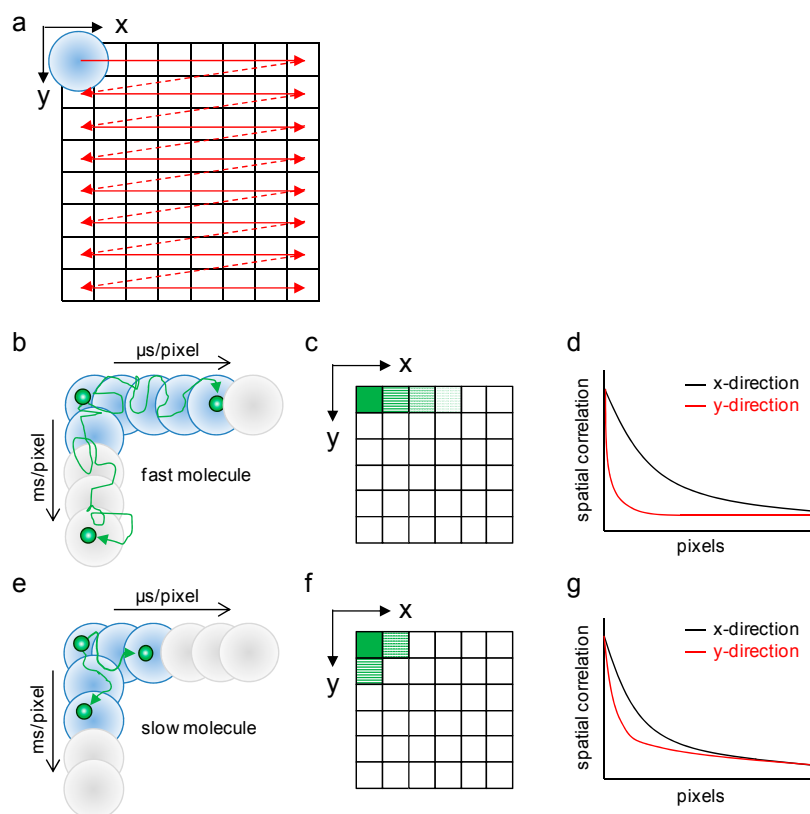 a
x
y
b
µs/pixel
ms/pixel
fast molecule
c
x
y
d
spatial correlation
x-direction
y-direction
pixels
e
µs/pixel
ms/pixel
slow molecule
f
x
y
g
spatial correlation
x-direction
y-direction
pixels